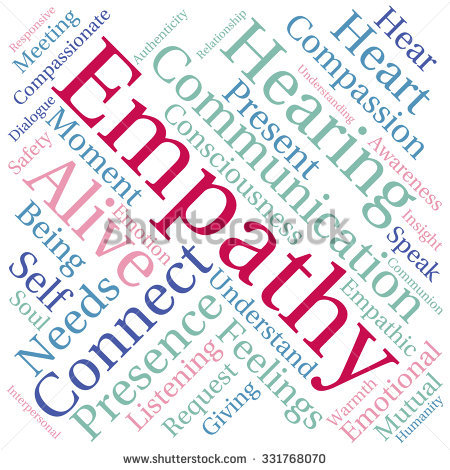 Responsive
Meeting
Compassionate
Dialogue
Safety
Moment
Authenticity
Relationship
Hearing
Communication
Consciousness
Present
Understanding
Compassion
Heart
Hear
Awareness
Insight
Speak
Communion
Empathic
Empathy
Alive
Emotion
Being
Self
Soul
Needs
Connect
Presence
Listening
Request
Giving
Understand
Feelings
Warmth
Emotional
Mutual
Humanity
Interpersonal
shutterstock
shutterstock
www.shutterstock.com · 331768070